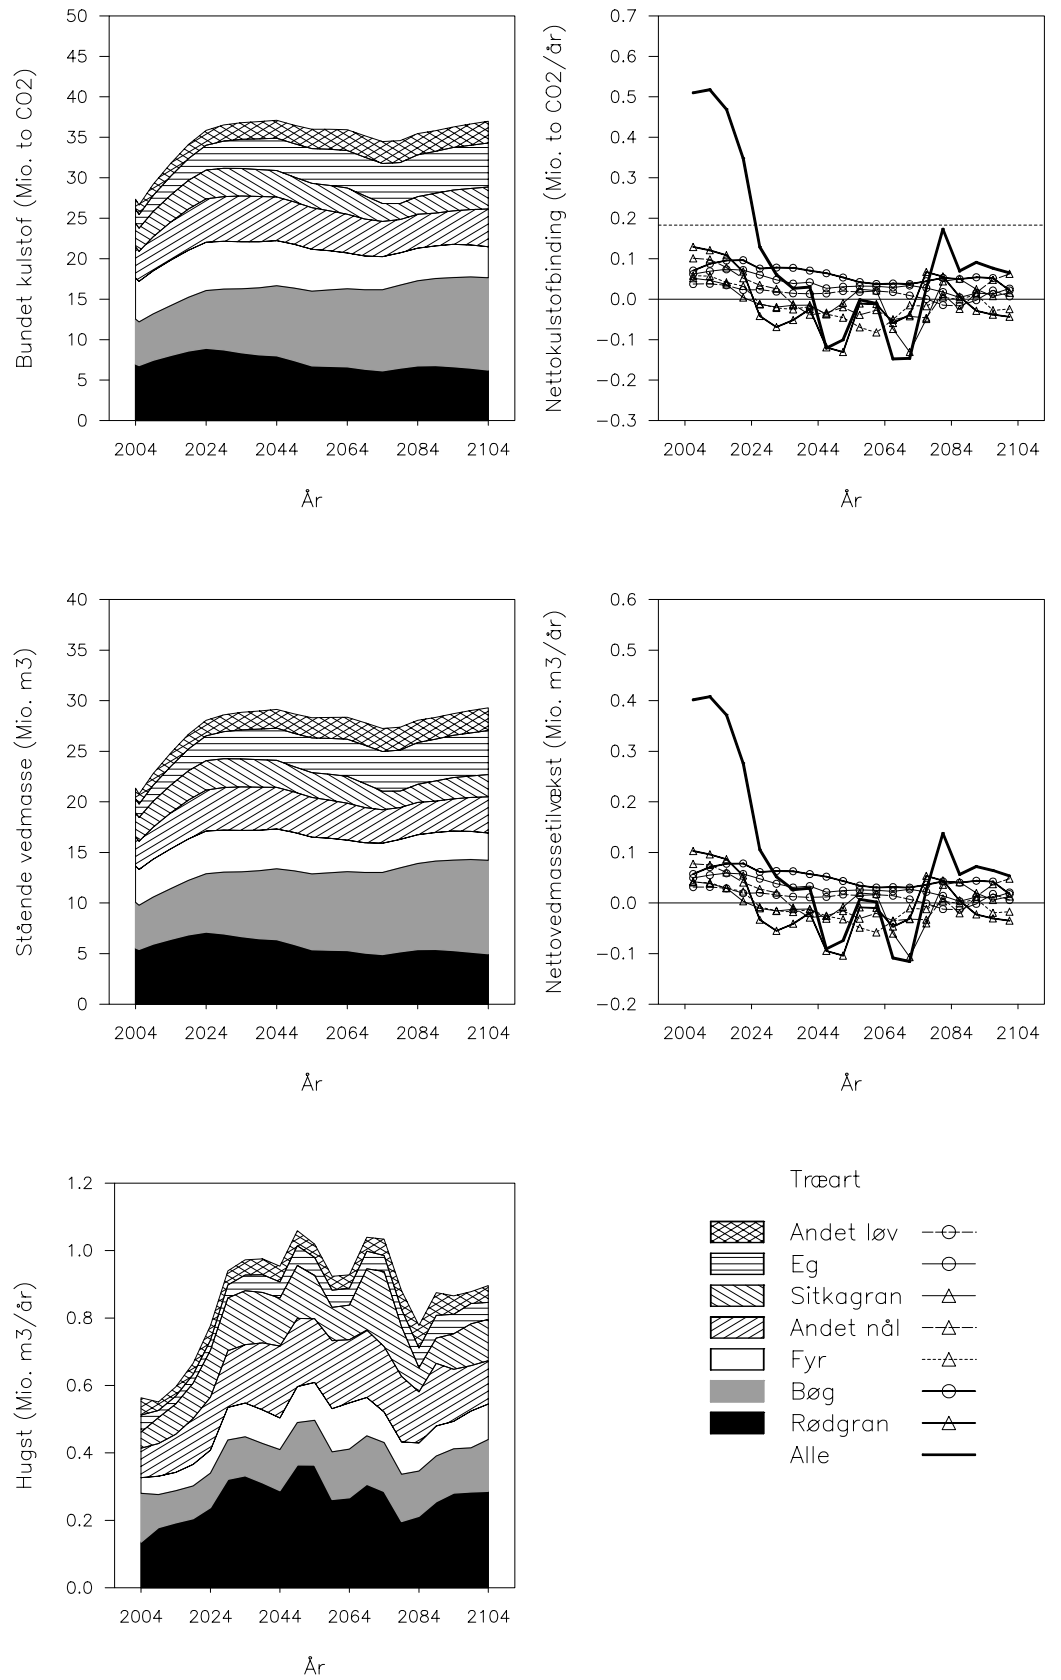 Bundet kulstof (Mio. to CO2)
50
45
40
35
30
25
20
15
10
5
0
2004 2024 2044 2064 2084 2104
År
Nettokulstofbinding (Mio. to CO2/år)
0.7
0.6
0.5
0.4
0.3
0.2
0.1
0.0
−0.1
−0.2
−0.3
2004 2024 2044 2064 2084 2104
År
Stående vedmasse (Mio. m3)
40
35
30
25
20
15
10
5
0
2004 2024 2044 2064 2084 2104
År
Nettovedmassetilvækst (Mio. m3/år)
0.6
0.5
0.4
0.3
0.2
0.1
0.0
−0.1
−0.2
2004 2024 2044 2064 2084 2104
År
Hugst (Mio. m3/år)
1.2
1.0
0.8
0.6
0.4
0.2
0.0
2004 2024 2044 2064 2084 2104
År
Træart
Andet løv
Eg
Sitkagran
Andet nål
Fyr
Bøg
Rødgran
Alle